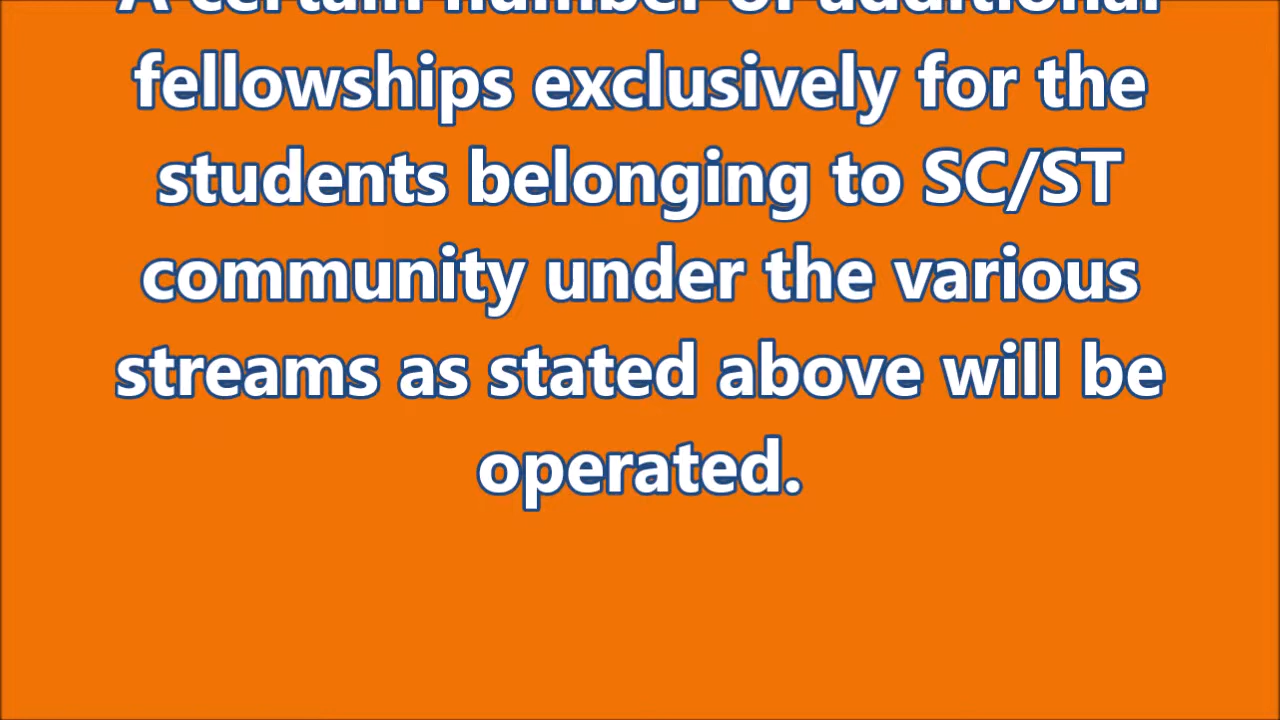 A certain number of additional
fellowships exclusively for the
students belonging to SC/ST
community under the various
streams as stated above will be
operated.